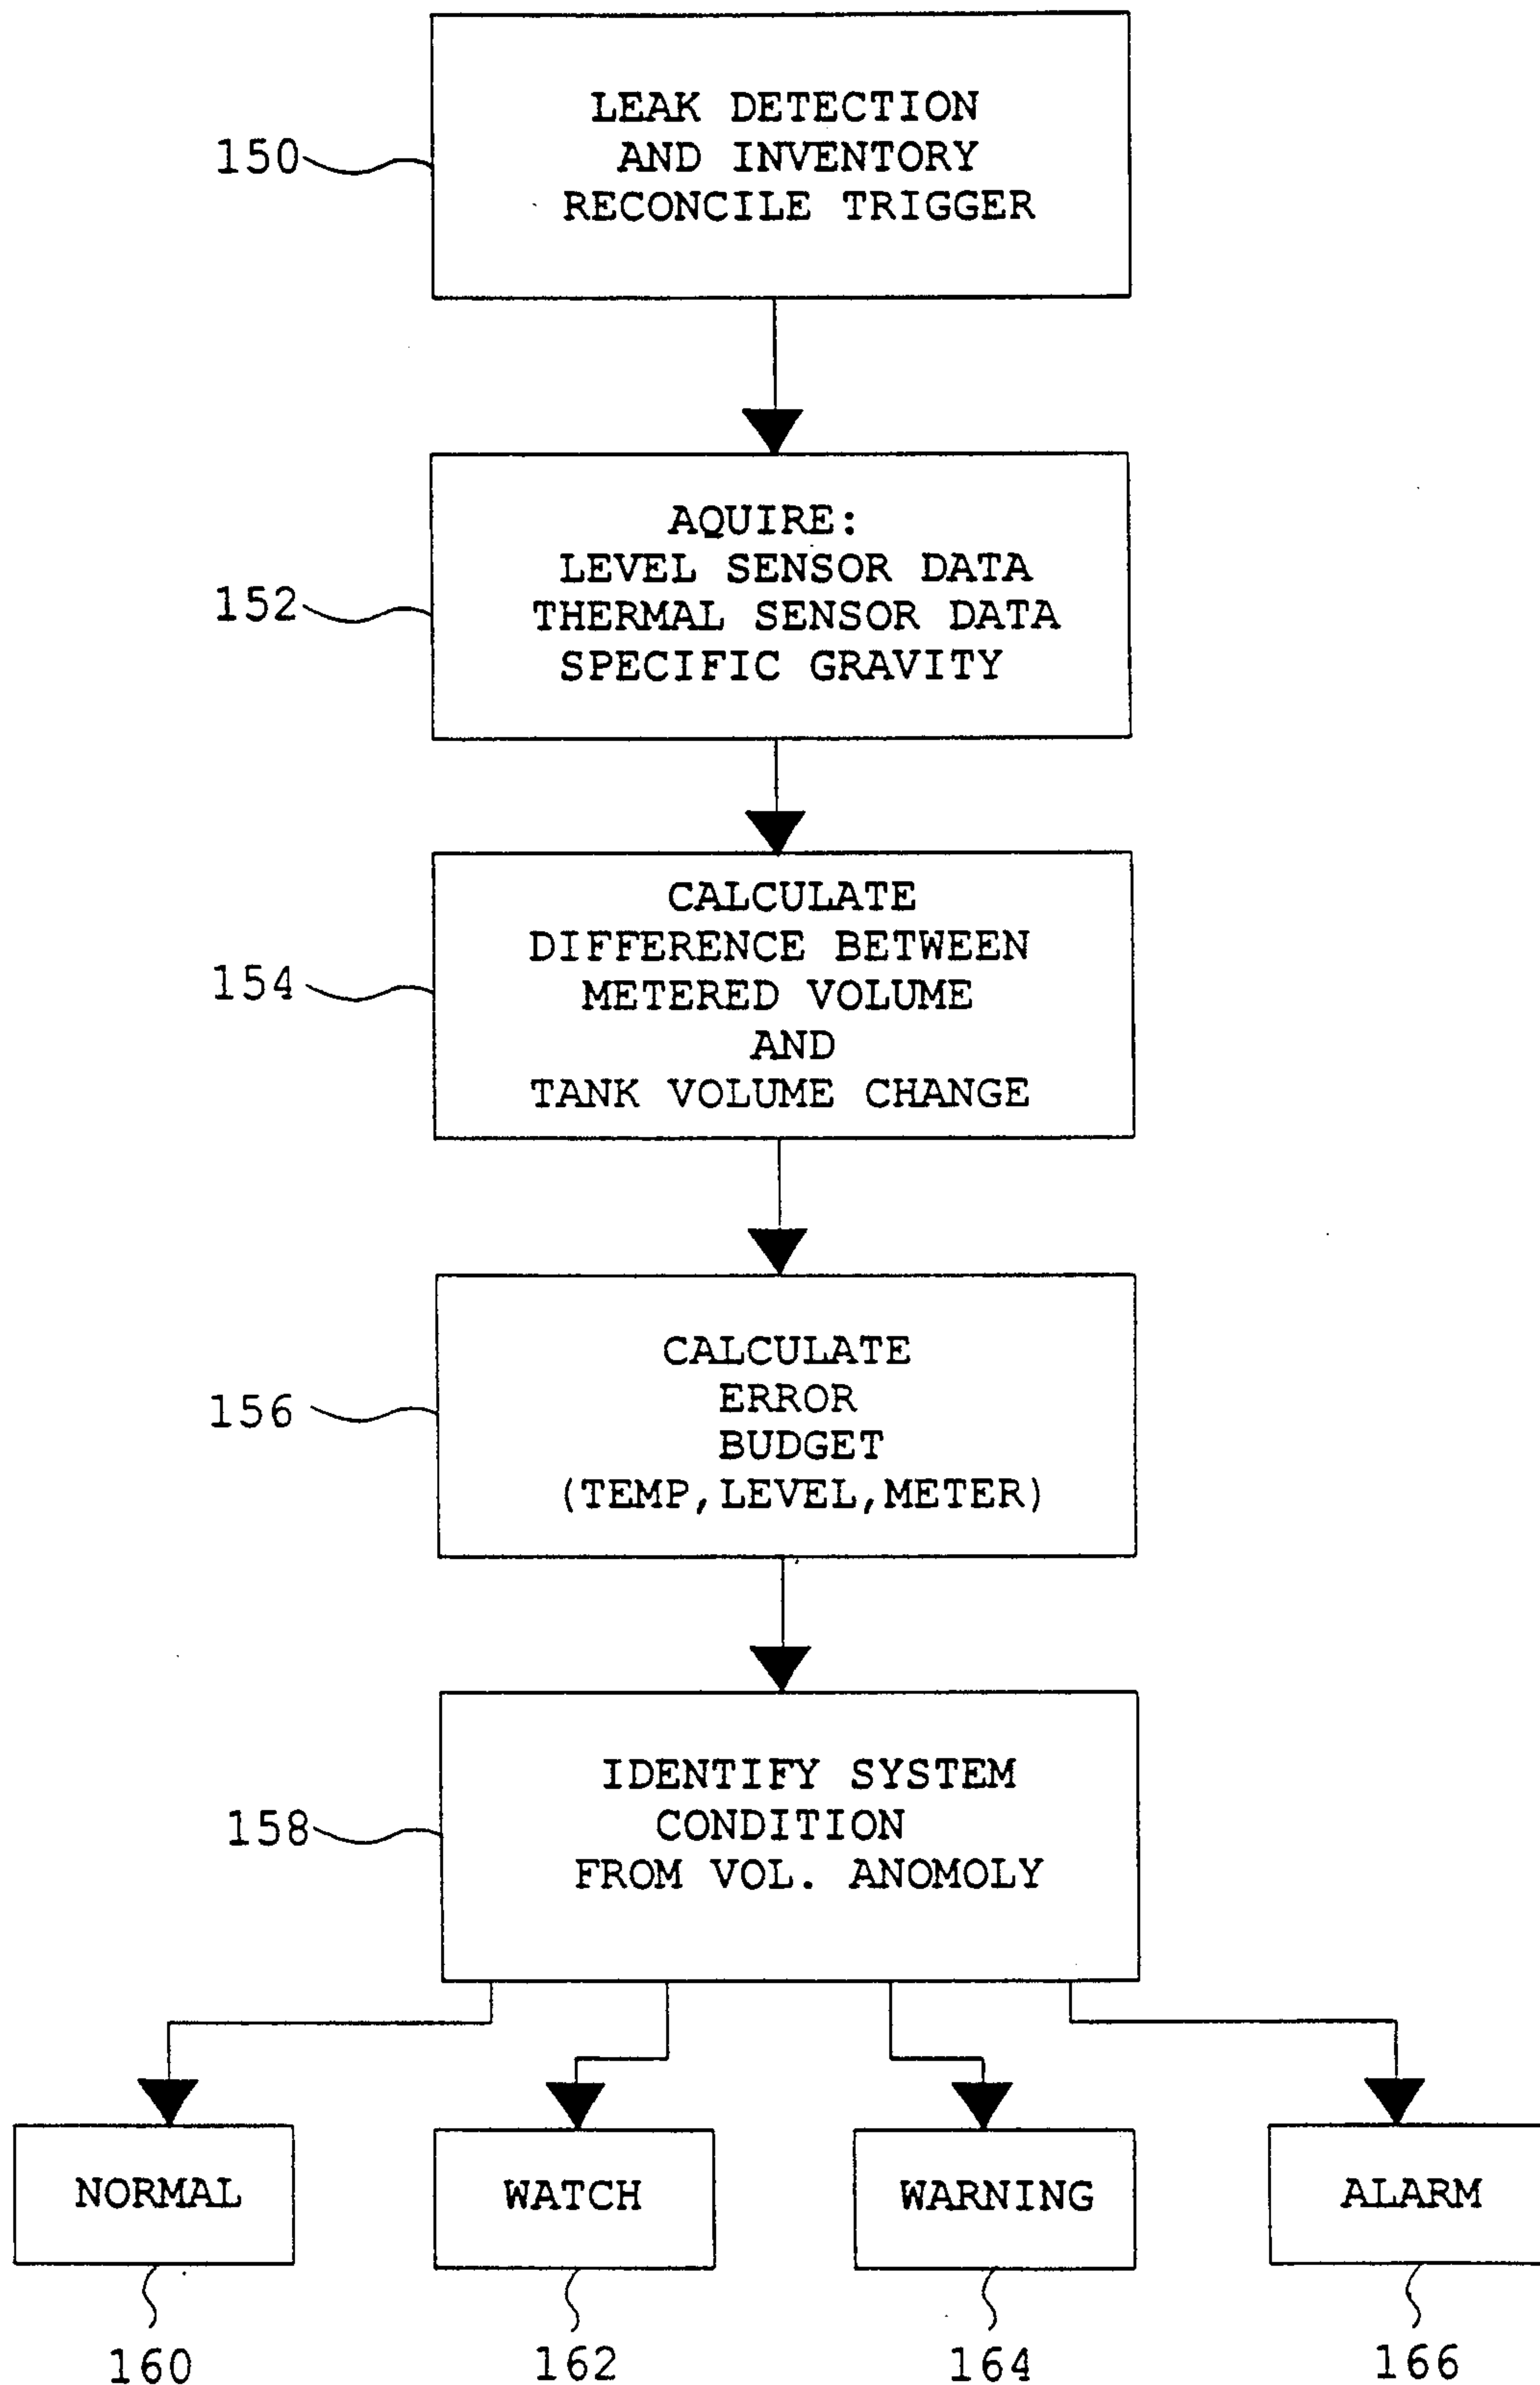 LEAK DETECTION
AND INVENTORY
RECONCILE TRIGGER
150
AQUIRE:
LEVEL SENSOR DATA
THERMAL SENSOR DATA
SPECIFIC GRAVITY
152
CALCULATE
DIFFERENCE BETWEEN
METERED VOLUME
AND
TANK VOLUME CHANGE
154
CALCULATE
ERROR
BUDGET
(TEMP,LEVEL,METER)
156
IDENTIFY SYSTEM
CONDITION
FROM VOL. ANOMOLY
158
NORMAL
WATCH
WARNING
ALARM
160
162
164
166